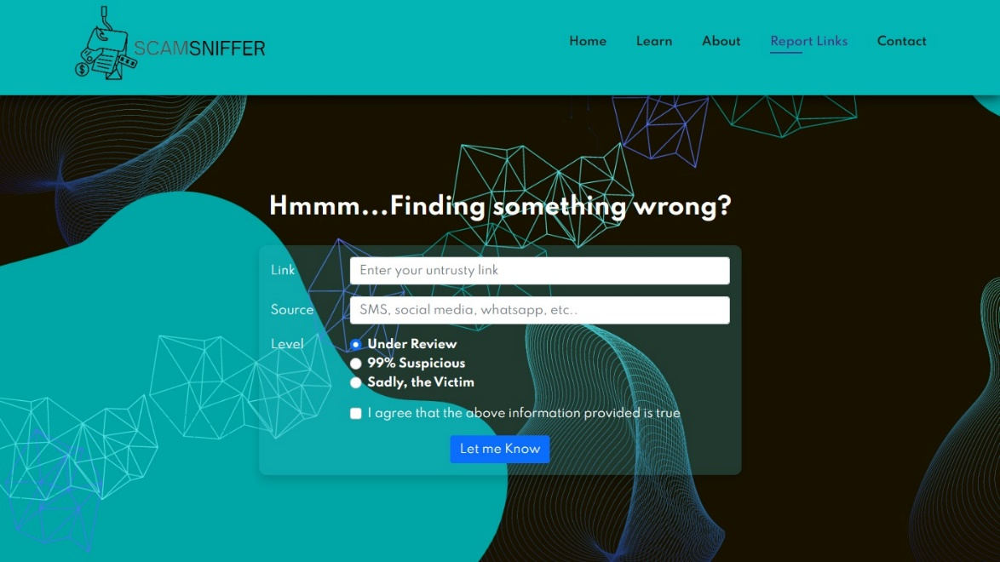 SCAMSNIFFER
Home Learn About Report Links Contact
Hmmm...Finding something wrong?
Link Enter your untrusty link
Source SMS, social media, whatsapp, etc..
Level Under Review
99% Suspicious
Sadly, the Victim
I agree that the above information provided is true
Let me Know